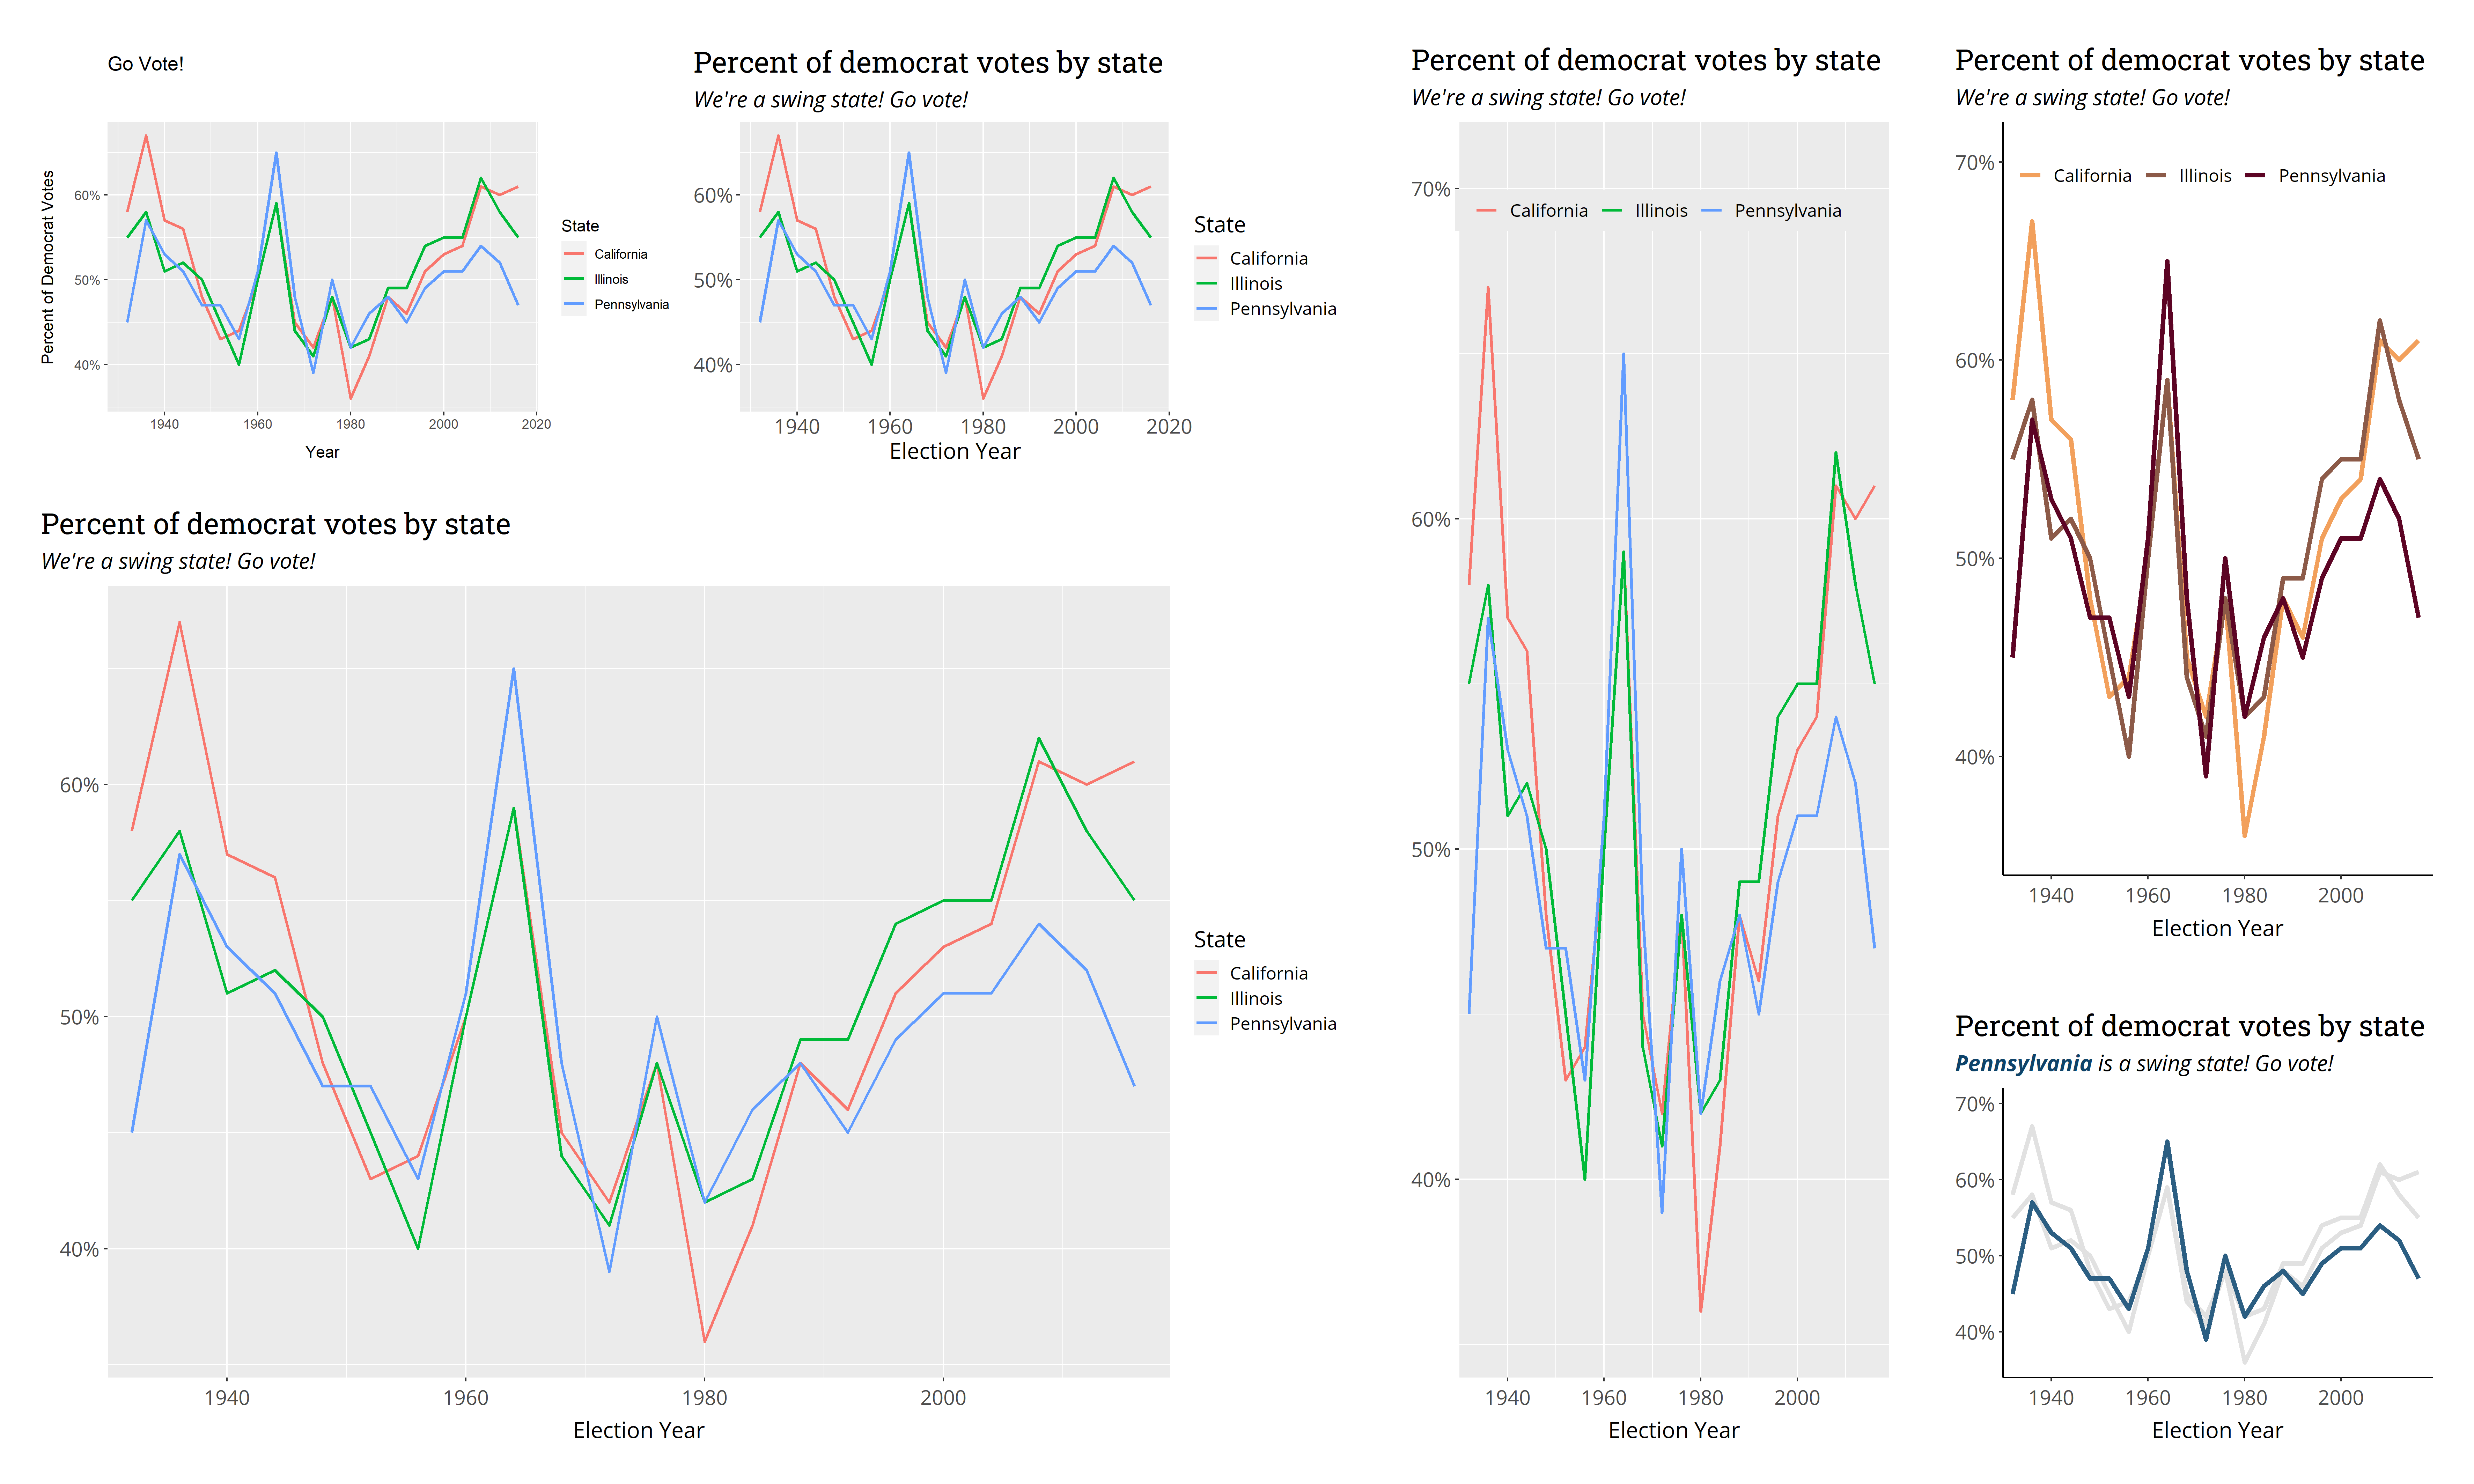 Go Vote!
Percent of Democrat Votes
60%
50%
40%
1940 1960 1980 2000 2020
Year
State
California
Illinois
Pennsylvania
Percent of democrat votes by state
We're a swing state! Go vote!
60%
50%
40%
1940 1960 1980 2000 2020
Election Year
State
California
Illinois
Pennsylvania
Percent of democrat votes by state
We're a swing state! Go vote!
60%
50%
40%
1940 1960 1980 2000
Election Year
State
California
Illinois
Pennsylvania
Percent of democrat votes by state
We're a swing state! Go vote!
70%
California Illinois Pennsylvania
60%
50%
40%
1940 1960 1980 2000
Election Year
Percent of democrat votes by state
We're a swing state! Go vote!
70%
California Illinois Pennsylvania
60%
50%
40%
1940 1960 1980 2000
Election Year
Percent of democrat votes by state
Pennsylvania is a swing state! Go vote!
70%
60%
50%
40%
1940 1960 1980 2000
Election Year